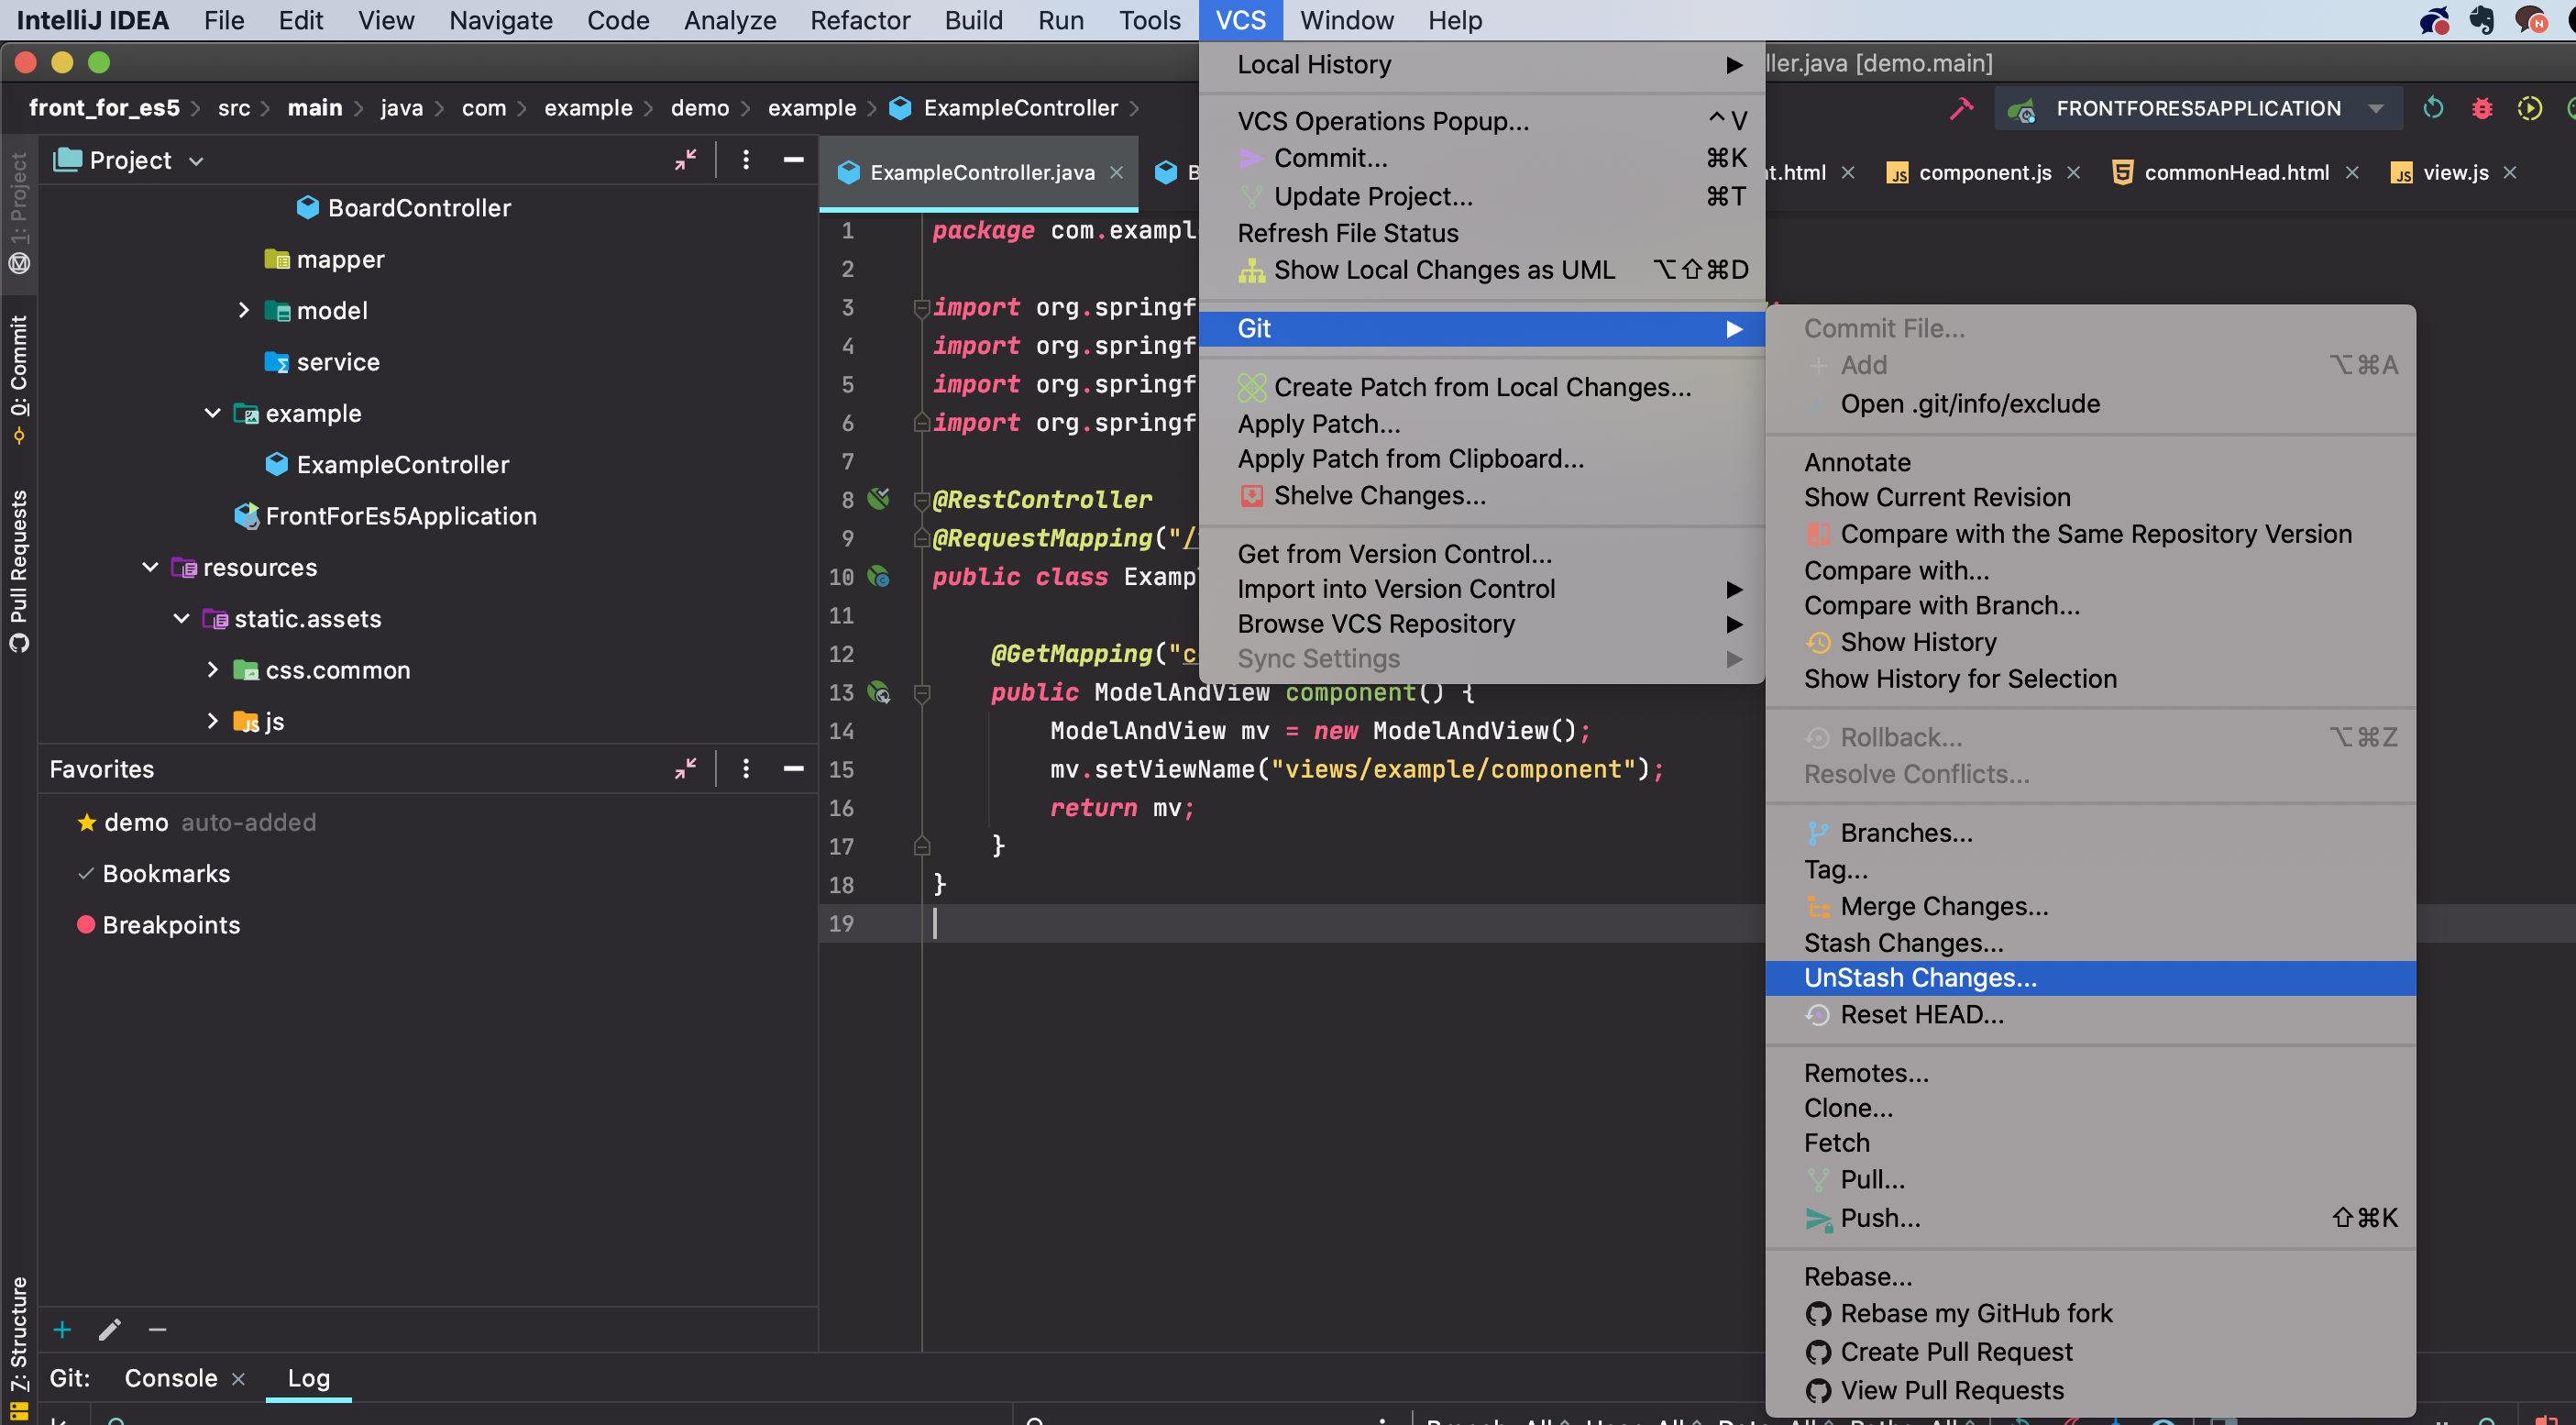 IntelliJ IDEA File Edit View Navigate Code Analyze Refactor Build Run Tools VCS Window Help
ller.java [demo.main]
front_for_es5 src main java com example demo example ExampleController
FRONTFORES5APPLICATION
1: Project
0: Commit
Pull Requests
Z: Structure
Project
BoardController
mapper
model
service
example
ExampleController
FrontForEs5Application
resources
static.assets
css.common
js
Favorites
demo auto-added
Bookmarks
Breakpoints
Git: Console Log
ExampleController.java B nt.html component.js commonHead.html view.js
1 package com.exampl
2
3 import org.springf
4 import org.springf
5 import org.springf
6 import org.springf
7
8 @RestController
9 @RequestMapping("/
10 public class Examp
11
12 @GetMapping("c
13 public ModelAndView component() {
14 ModelAndView mv = new ModelAndView();
15 mv.setViewName("views/example/component");
16 return mv;
17 }
18 }
19
Local History
VCS Operations Popup... ⌃V
Commit... ⌘K
Update Project... ⌘T
Refresh File Status
Show Local Changes as UML ⌥⇧⌘D
Git
Create Patch from Local Changes...
Apply Patch...
Apply Patch from Clipboard...
Shelve Changes...
Get from Version Control...
Import into Version Control
Browse VCS Repository
Sync Settings
Commit File...
Add ⌥⌘A
Open .git/info/exclude
Annotate
Show Current Revision
Compare with the Same Repository Version
Compare with...
Compare with Branch...
Show History
Show History for Selection
Rollback... ⌥⌘Z
Resolve Conflicts...
Branches...
Tag...
Merge Changes...
Stash Changes...
UnStash Changes...
Reset HEAD...
Remotes...
Clone...
Fetch
Pull...
Push... ⇧⌘K
Rebase...
Rebase my GitHub fork
Create Pull Request
View Pull Requests